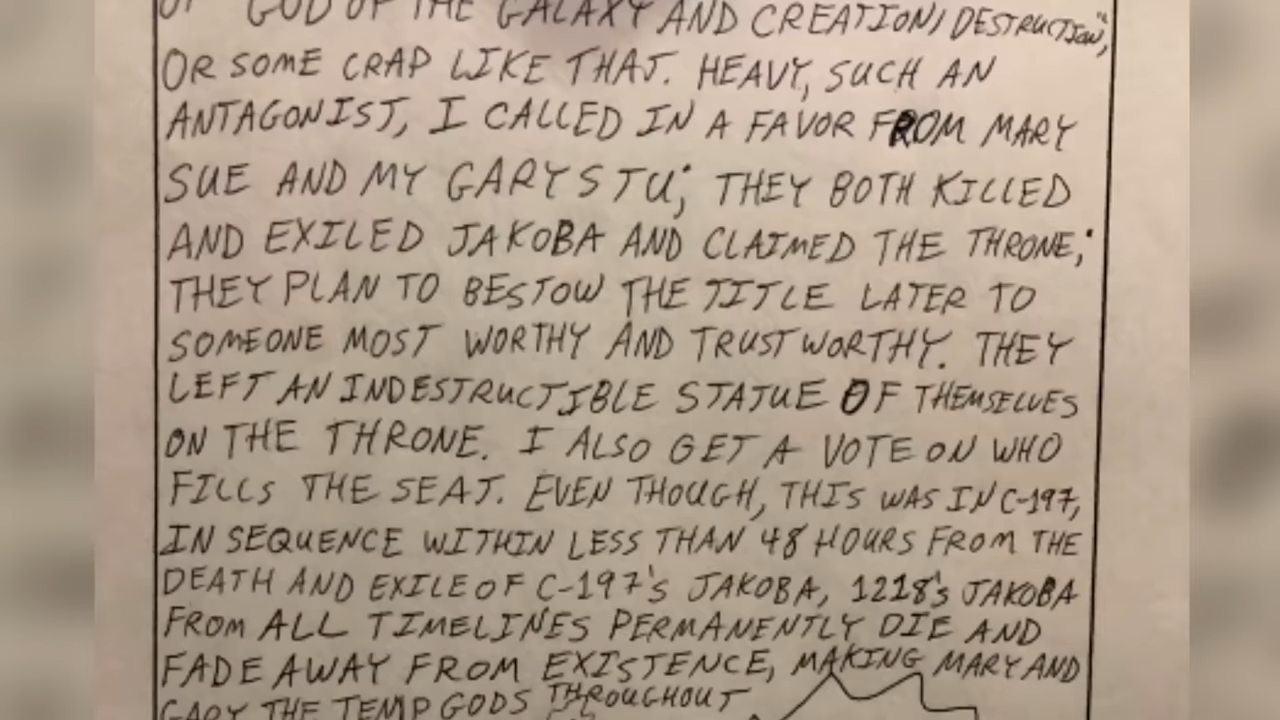 OF "GOD OF THE GALAXY AND CREATION/DESTRUCTION",
OR SOME CRAP LIKE THAT. HEAVY, SUCH AN
ANTAGONIST, I CALLED IN A FAVOR FROM MARY
SUE AND MY GARY STU; THEY BOTH KILLED
AND EXILED JAKOBA AND CLAIMED THE THRONE;
THEY PLAN TO BESTOW THE TITLE LATER TO
SOMEONE MOST WORTHY AND TRUSTWORTHY. THEY
LEFT AN INDESTRUCTIBLE STATUE OF THEMSELVES
ON THE THRONE. I ALSO GET A VOTE ON WHO
FILLS THE SEAT. EVEN THOUGH, THIS WAS IN C-197,
IN SEQUENCE WITHIN LESS THAN 48 HOURS FROM THE
DEATH AND EXILE OF C-197's JAKOBA, 1218's JAKOBA
FROM ALL TIMELINES PERMANENTLY DIE AND
FADE AWAY FROM EXISTENCE, MAKING MARY AND
GARY THE TEMP GODS THROUGHOUT